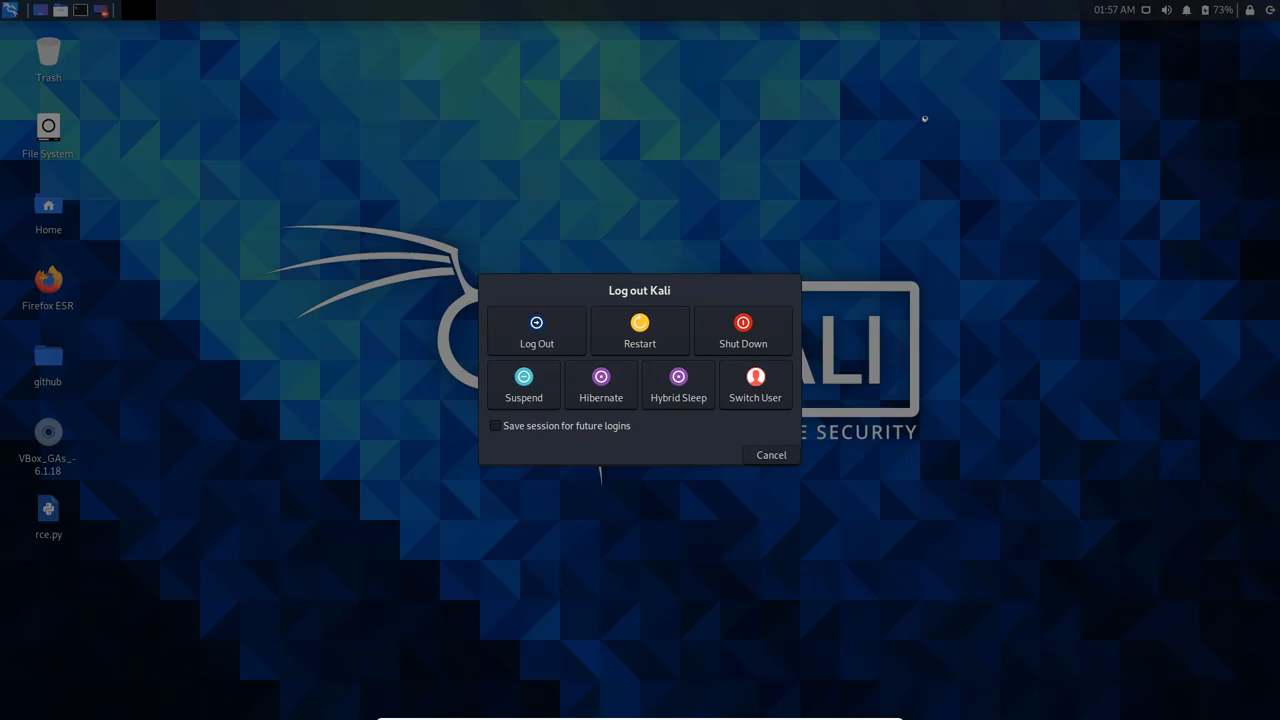 01:57 AM 73%
Trash
File System
Home
Firefox ESR
github
VBox_GAs_-
6.1.18
rce.py
ALI
E SECURITY
Log out Kali
Log Out Restart Shut Down
Suspend Hibernate Hybrid Sleep Switch User
Save session for future logins
Cancel